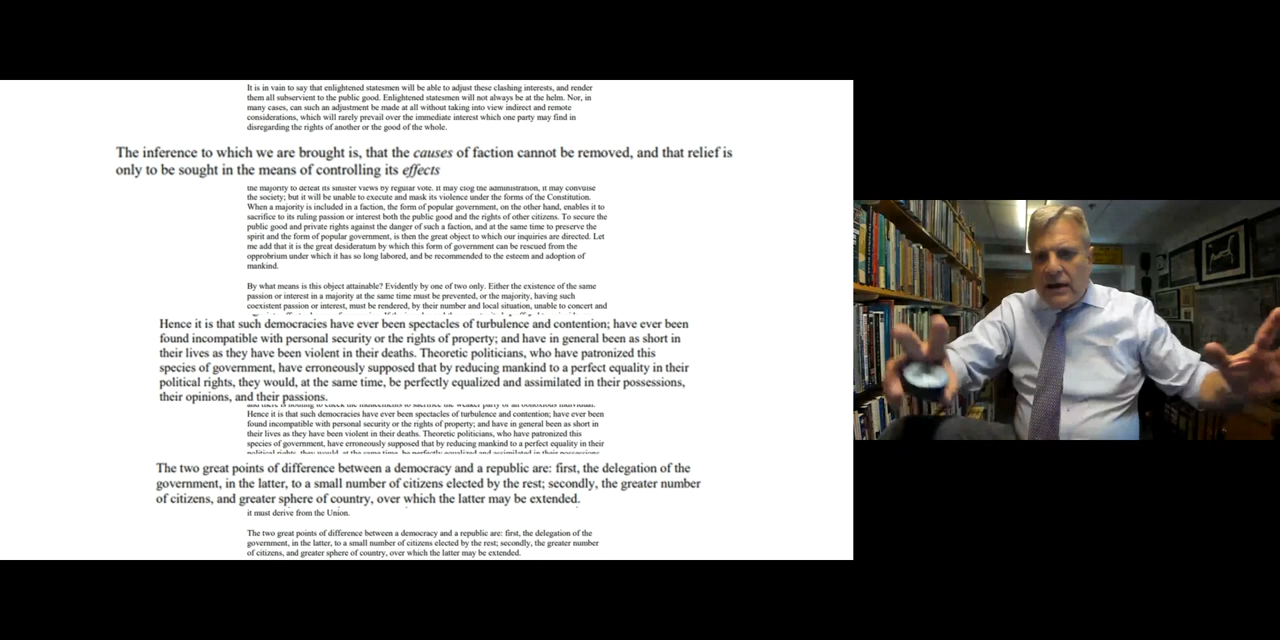 It is in vain to say that enlightened statesmen will be able to adjust these clashing interests, and render
them all subservient to the public good. Enlightened statesmen will not always be at the helm. Nor, in
many cases, can such an adjustment be made at all without taking into view indirect and remote
considerations, which will rarely prevail over the immediate interest which one party may find in
disregarding the rights of another or the good of the whole.
The inference to which we are brought is, that the causes of faction cannot be removed, and that relief is
only to be sought in the means of controlling its effects
the majority to defeat its sinister views by regular vote. It may clog the administration, it may convulse
the society; but it will be unable to execute and mask its violence under the forms of the Constitution.
When a majority is included in a faction, the form of popular government, on the other hand, enables it to
sacrifice to its ruling passion or interest both the public good and the rights of other citizens. To secure the
public good and private rights against the danger of such a faction, and at the same time to preserve the
spirit and the form of popular government, is then the great object to which our inquiries are directed. Let
me add that it is the great desideratum by which this form of government can be rescued from the
opprobrium under which it has so long labored, and be recommended to the esteem and adoption of
mankind.
By what means is this object attainable? Evidently by one of two only. Either the existence of the same
passion or interest in a majority at the same time must be prevented, or the majority, having such
coexistent passion or interest, must be rendered, by their number and local situation, unable to concert and
Hence it is that such democracies have ever been spectacles of turbulence and contention; have ever been
found incompatible with personal security or the rights of property; and have in general been as short in
their lives as they have been violent in their deaths. Theoretic politicians, who have patronized this
species of government, have erroneously supposed that by reducing mankind to a perfect equality in their
political rights, they would, at the same time, be perfectly equalized and assimilated in their possessions,
their opinions, and their passions.
Hence it is that such democracies have ever been spectacles of turbulence and contention; have ever been
found incompatible with personal security or the rights of property; and have in general been as short in
their lives as they have been violent in their deaths. Theoretic politicians, who have patronized this
species of government, have erroneously supposed that by reducing mankind to a perfect equality in their
political rights, they would, at the same time, be perfectly equalized and assimilated in their possessions
The two great points of difference between a democracy and a republic are: first, the delegation of the
government, in the latter, to a small number of citizens elected by the rest; secondly, the greater number
of citizens, and greater sphere of country, over which the latter may be extended.
it must derive from the Union.
The two great points of difference between a democracy and a republic are: first, the delegation of the
government, in the latter, to a small number of citizens elected by the rest; secondly, the greater number
of citizens, and greater sphere of country, over which the latter may be extended.